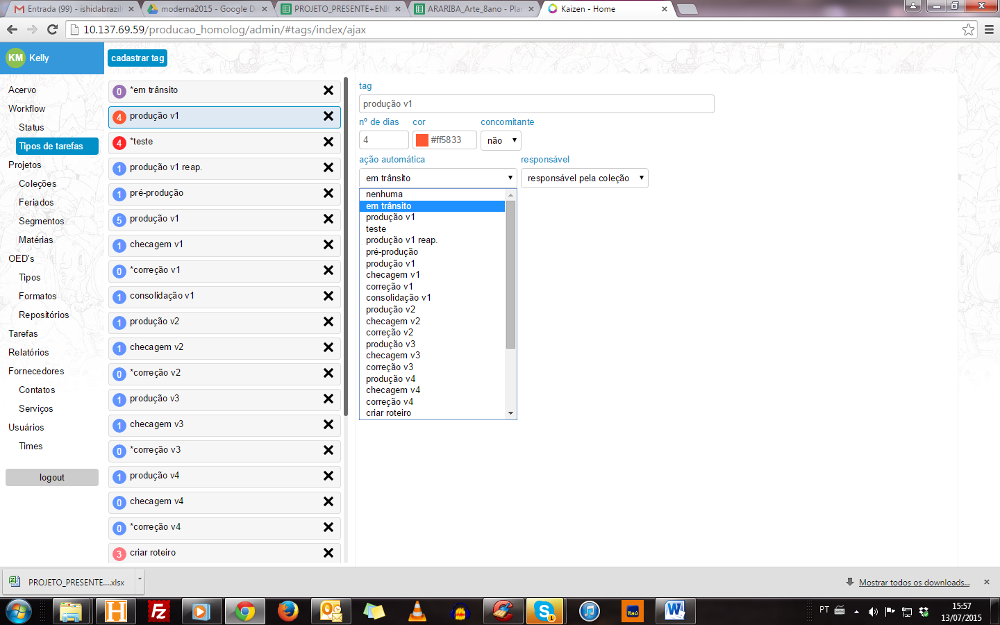 Entrada (99) - ishidabrazil
moderna2015 - Google D
PROJETO_PRESENTE+ENI
ARARIBA_Arte_8ano - Pla
Kaizen - Home
10.137.69.59/producao_homolog/admin/#tags/index/ajax
KM Kelly
cadastrar tag
Acervo
Workflow
Status
Tipos de tarefas
Projetos
Coleções
Feriados
Segmentos
Matérias
OED's
Tipos
Formatos
Repositórios
Tarefas
Relatórios
Fornecedores
Contatos
Serviços
Usuários
Times
logout
0 *em trânsito
4 produção v1
4 *teste
1 produção v1 reap.
1 pré-produção
5 produção v1
1 checagem v1
0 *correção v1
1 consolidação v1
1 produção v2
1 checagem v2
0 *correção v2
1 produção v3
1 checagem v3
0 *correção v3
1 produção v4
0 checagem v4
0 *correção v4
3 criar roteiro
tag
produção v1
nº de dias cor concomitante
4 #ff5833 não
ação automática responsável
em trânsito responsável pela coleção
nenhuma
em trânsito
produção v1
teste
produção v1 reap.
pré-produção
produção v1
checagem v1
correção v1
consolidação v1
produção v2
checagem v2
correção v2
produção v3
checagem v3
correção v3
produção v4
checagem v4
correção v4
criar roteiro
PROJETO_PRESENTE....xlsx
Mostrar todos os downloads...
H
Fz
S 1
Itaú
W
PT
15:57
13/07/2015